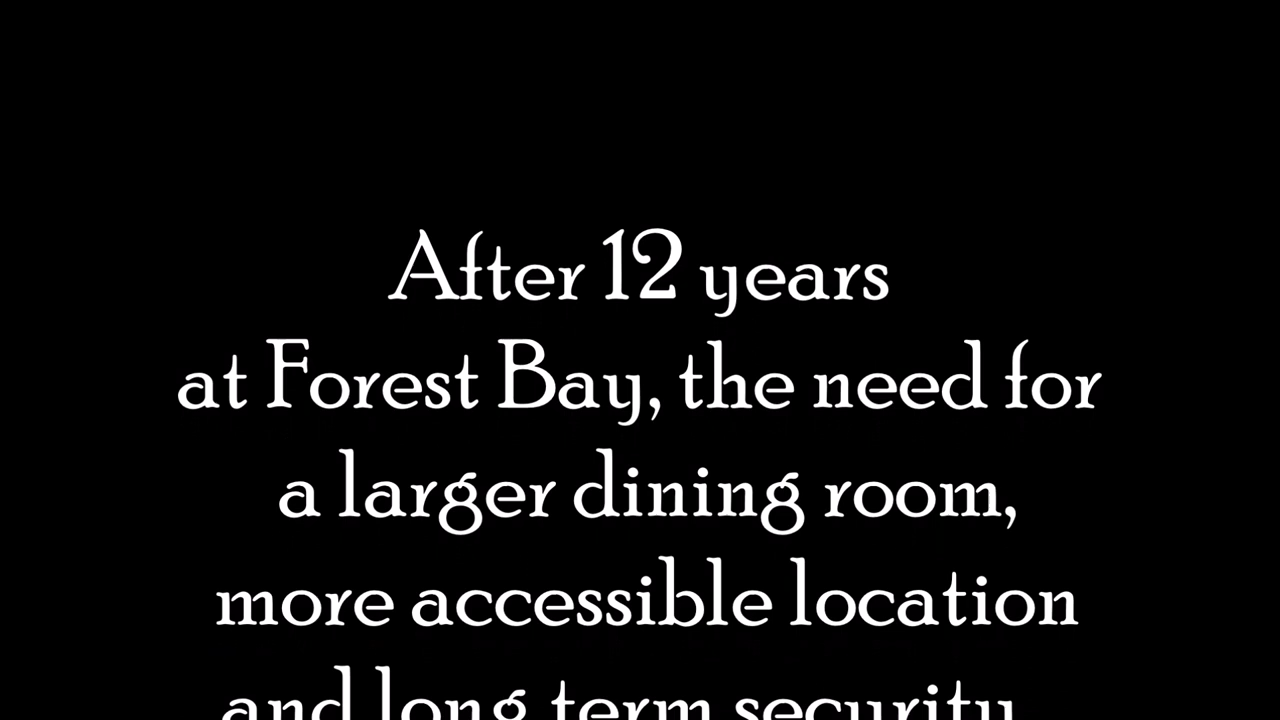 After 12 years
at Forest Bay, the need for
a larger dining room,
more accessible location
and long term security